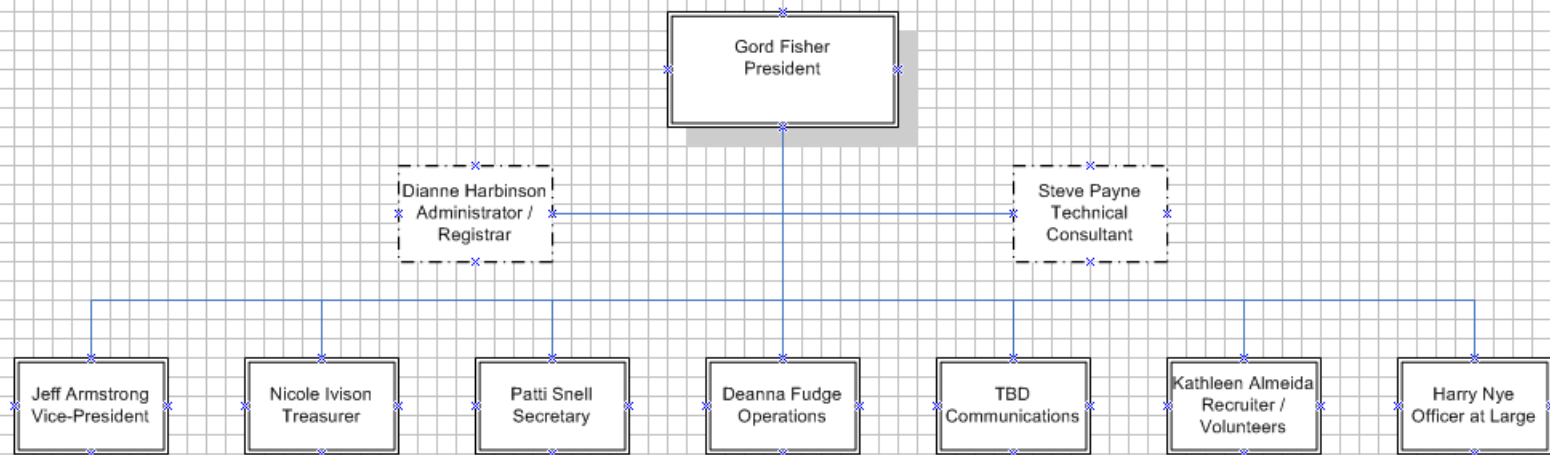 Gord Fisher
President
Dianne Harbinson
Administrator /
Registrar
Steve Payne
Technical
Consultant
Jeff Armstrong
Vice-President
Nicole Ivison
Treasurer
Patti Snell
Secretary
Deanna Fudge
Operations
TBD
Communications
Kathleen Almeida
Recruiter /
Volunteers
Harry Nye
Officer at Large